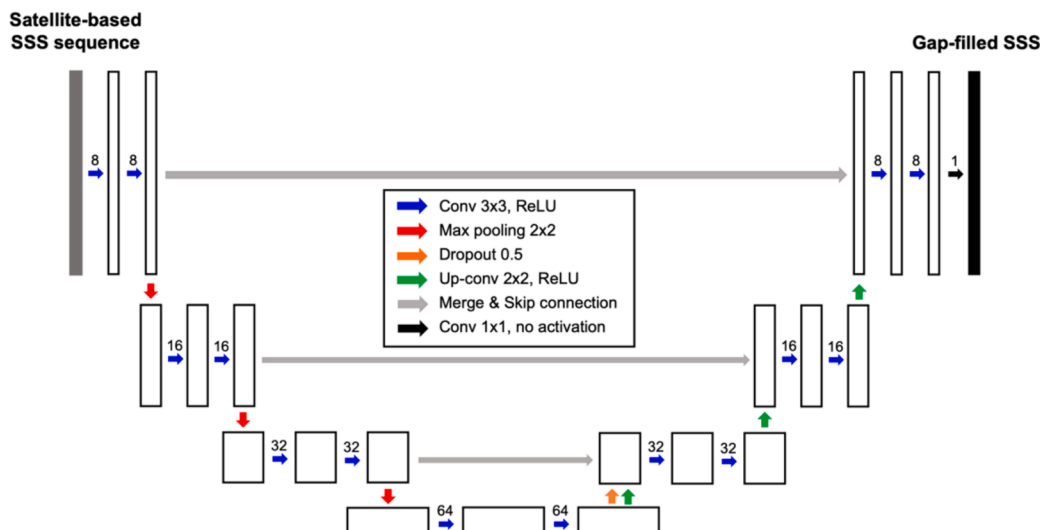 Satellite-based
SSS sequence
Gap-filled SSS
8
8
8
8
1
Conv 3x3, ReLU
Max pooling 2x2
Dropout 0.5
Up-conv 2x2, ReLU
Merge & Skip connection
Conv 1x1, no activation
16
16
16
16
32
32
32
32
64
64